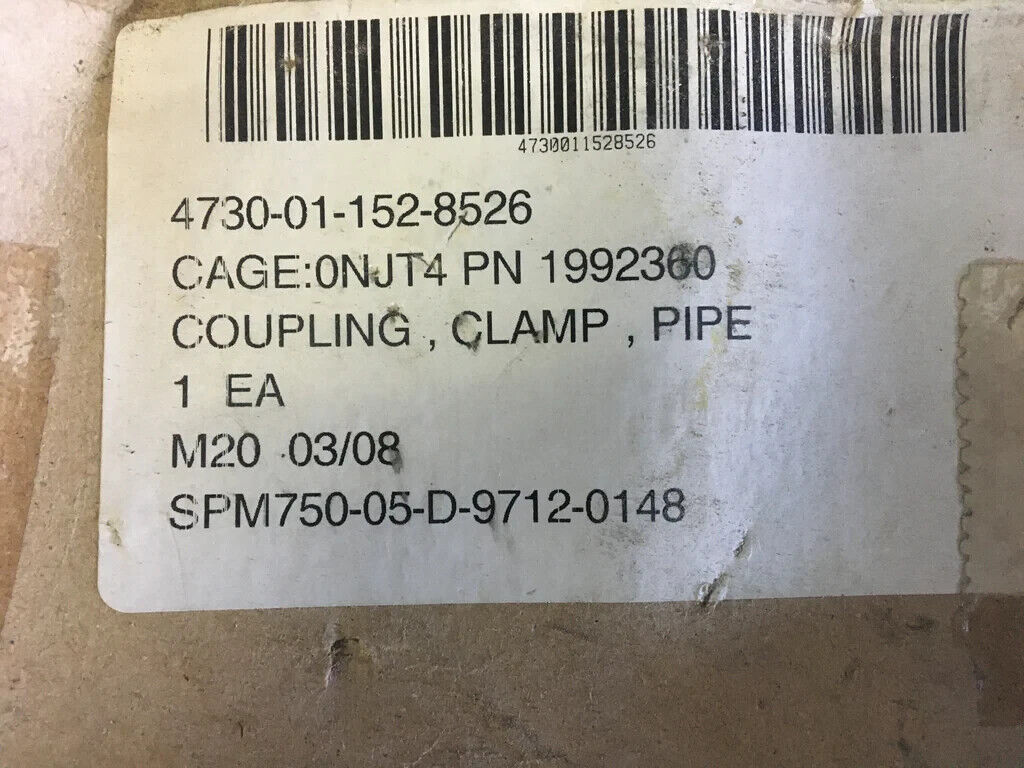 4730011528526
4730-01-152-8526
CAGE:0NJT4 PN 1992360
COUPLING , CLAMP , PIPE
1 EA
M20 03/08
SPM750-05-D-9712-0148